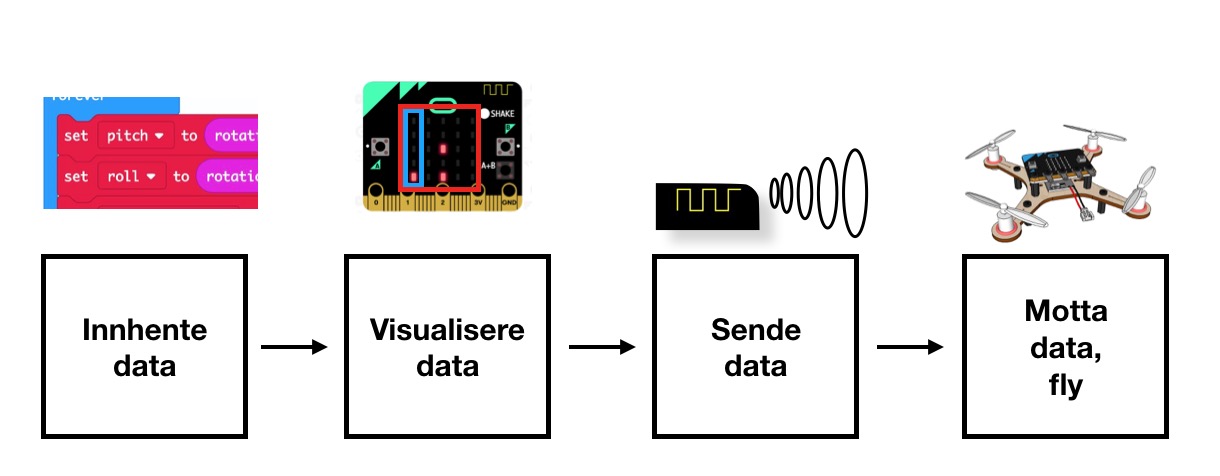 forever
set pitch to rotati
set roll to rotatio
SHAKE
B
A
A+B
0 1 2 3V GND
Innhente
data
Visualisere
data
Sende
data
Motta
data,
fly